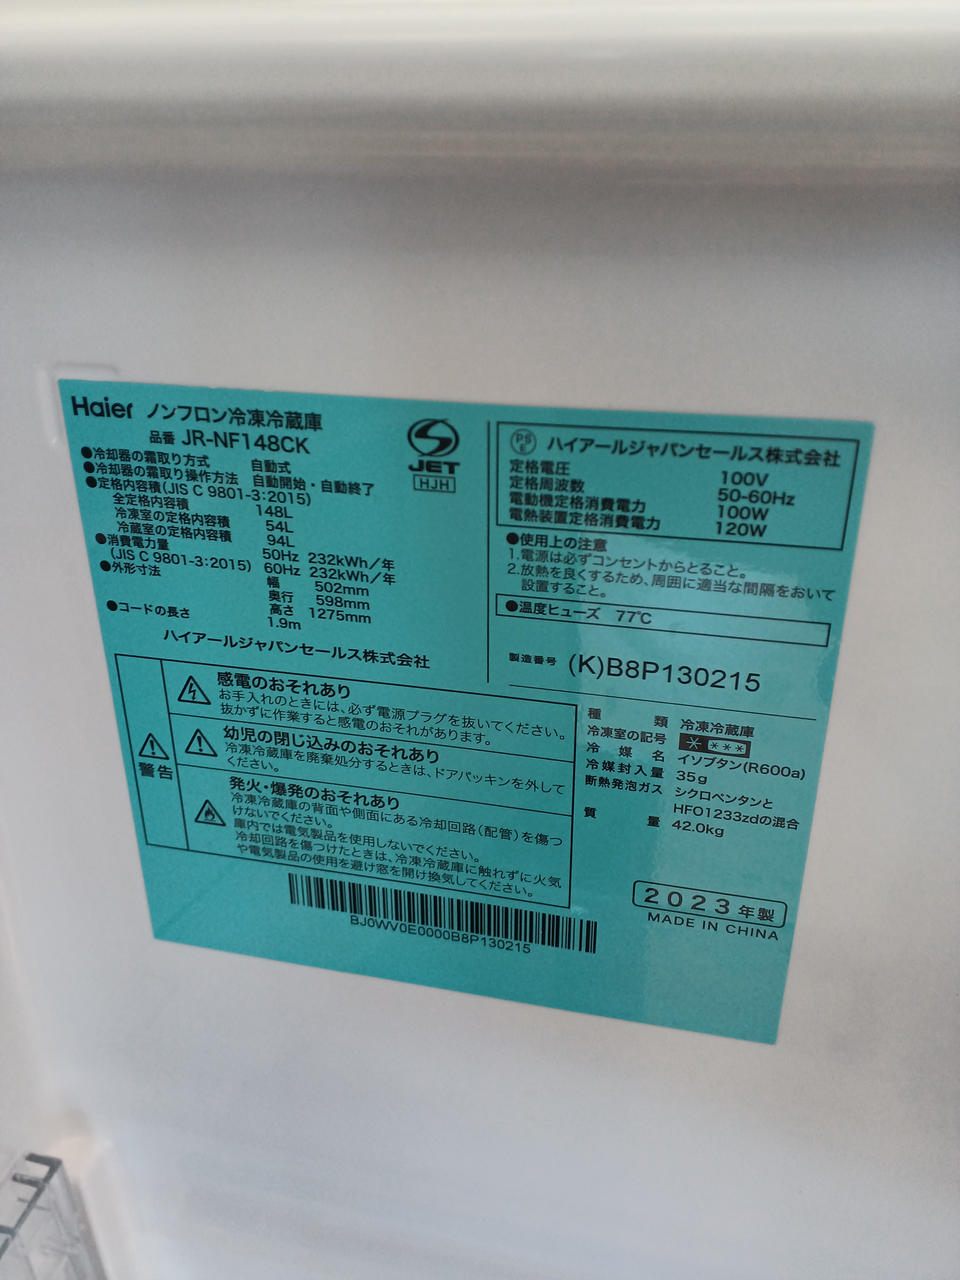 Haier ノンフロン冷凍冷蔵庫
品番 JR-NF148CK
●冷却器の霜取り方式 自動式
●冷却器の霜取り操作方法 自動開始・自動終了
●定格内容積(JIS C 9801-3:2015)
全定格内容積 148L
冷凍室の定格内容積 54L
冷蔵室の定格内容積 94L
●消費電力量 50Hz 232kWh/年
(JIS C 9801-3:2015) 60Hz 232kWh/年
●外形寸法 幅 502mm
奥行 598mm
高さ 1275mm
●コードの長さ 1.9m
ハイアールジャパンセールス株式会社
S
JET
HJH
PS
E
ハイアールジャパンセールス株式会社
定格電圧 100V
定格周波数 50-60Hz
電動機定格消費電力 100W
電熱装置定格消費電力 120W
●使用上の注意
1.電源は必ずコンセントからとること。
2.放熱を良くするため、周囲に適当な間隔をおいて
設置すること。
●温度ヒューズ 77℃
製造番号 (K)B8P130215
警告
感電のおそれあり
お手入れのときには、必ず電源プラグを抜いてください。
抜かずに作業すると感電のおそれがあります。
幼児の閉じ込みのおそれあり
冷凍冷蔵庫を廃棄処分するときは、ドアパッキンを外して
ください。
発火・爆発のおそれあり
冷凍冷蔵庫の背面や側面にある冷却回路(配管)を傷つ
けないでください。
庫内では電気製品を使用しないでください。
冷却回路を傷つけたときは、冷凍冷蔵庫に触れずに火気
や電気製品の使用を避け窓を開け換気してください。
種類 冷凍冷蔵庫
冷凍室の記号 * ***
冷媒名 イソブタン(R600a)
冷媒封入量 35g
断熱発泡ガス シクロペンタンと
HFO1233zdの混合
質量 42.0kg
BJ0WV0E0000B8P130215
2023年製
MADE IN CHINA